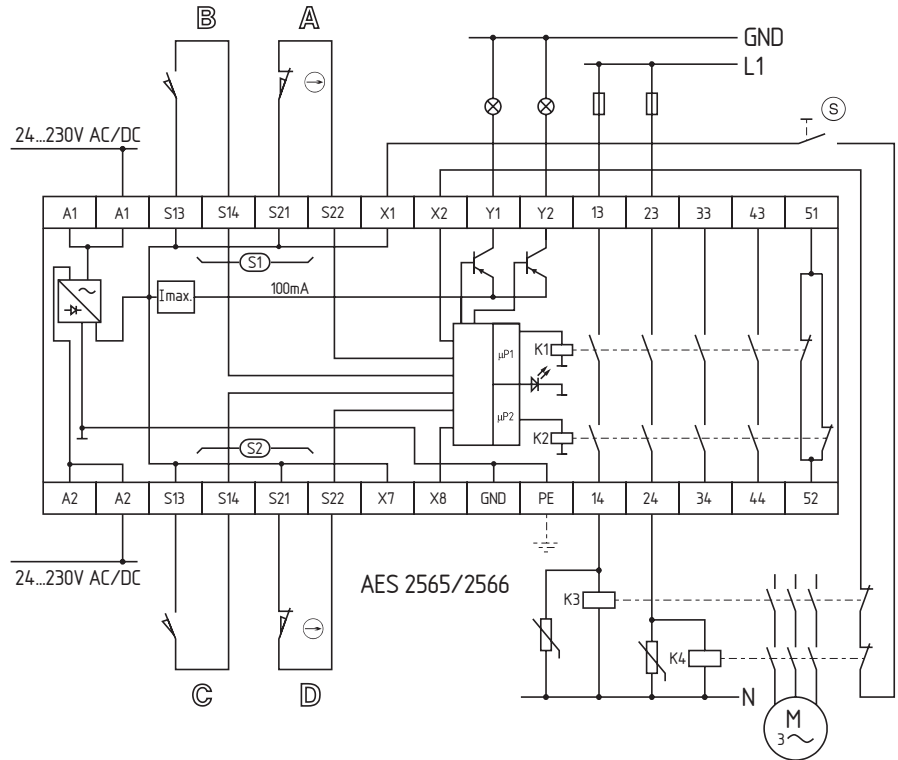 B A
GND
L1
S
24...230V AC/DC
A1 A1 S13 S14 S21 S22 X1 X2 Y1 Y2 13 23 33 43 51
S1
Imax. 100mA
µP1 K1
µP2 K2
S2
A2 A2 S13 S14 S21 S22 X7 X8 GND PE 14 24 34 44 52
24...230V AC/DC
AES 2565/2566
K3
K4
C D
N
M
3